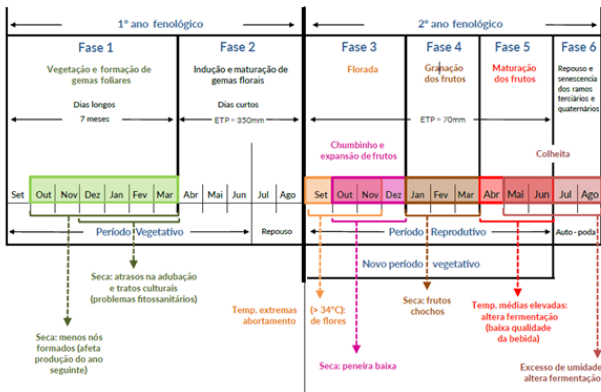 1° ano fenológico
2° ano fenológico
Fase 1
Fase 2
Fase 3
Fase 4
Fase 5
Fase 6
Vegetação e formação de
gemas foliares
Indução e maturação de
gemas florais
Florada
Granação
dos frutos
Maturação
dos frutos
Repouso e
senescencia
dos ramos
terciários e
quaternários
Dias longos
7 meses
Dias curtos
ETP = 350mm
ETP = 70mm
Chumbinho e
expansão de frutos
Colheita
Set Out Nov Dez Jan Fev Mar Abr Mai Jun Jul Ago
Set Out Nov Dez Jan Fev Mar Abr Mai Jun Jul Ago
Período Vegetativo
Repouso
Período Reprodutivo
Auto - poda
Novo período vegetativo
Seca: atrasos na adubação
e tratos culturais
(problemas fitossanitários)
Seca: menos nós
formados (afeta
produção do ano
seguinte)
Temp. extremas (> 34°C):
abortamento de flores
Seca: peneira baixa
Seca: frutos
chochos
Temp. médias elevadas:
altera fermentação
(baixa qualidade
da bebida)
Excesso de umidade
altera fermentação